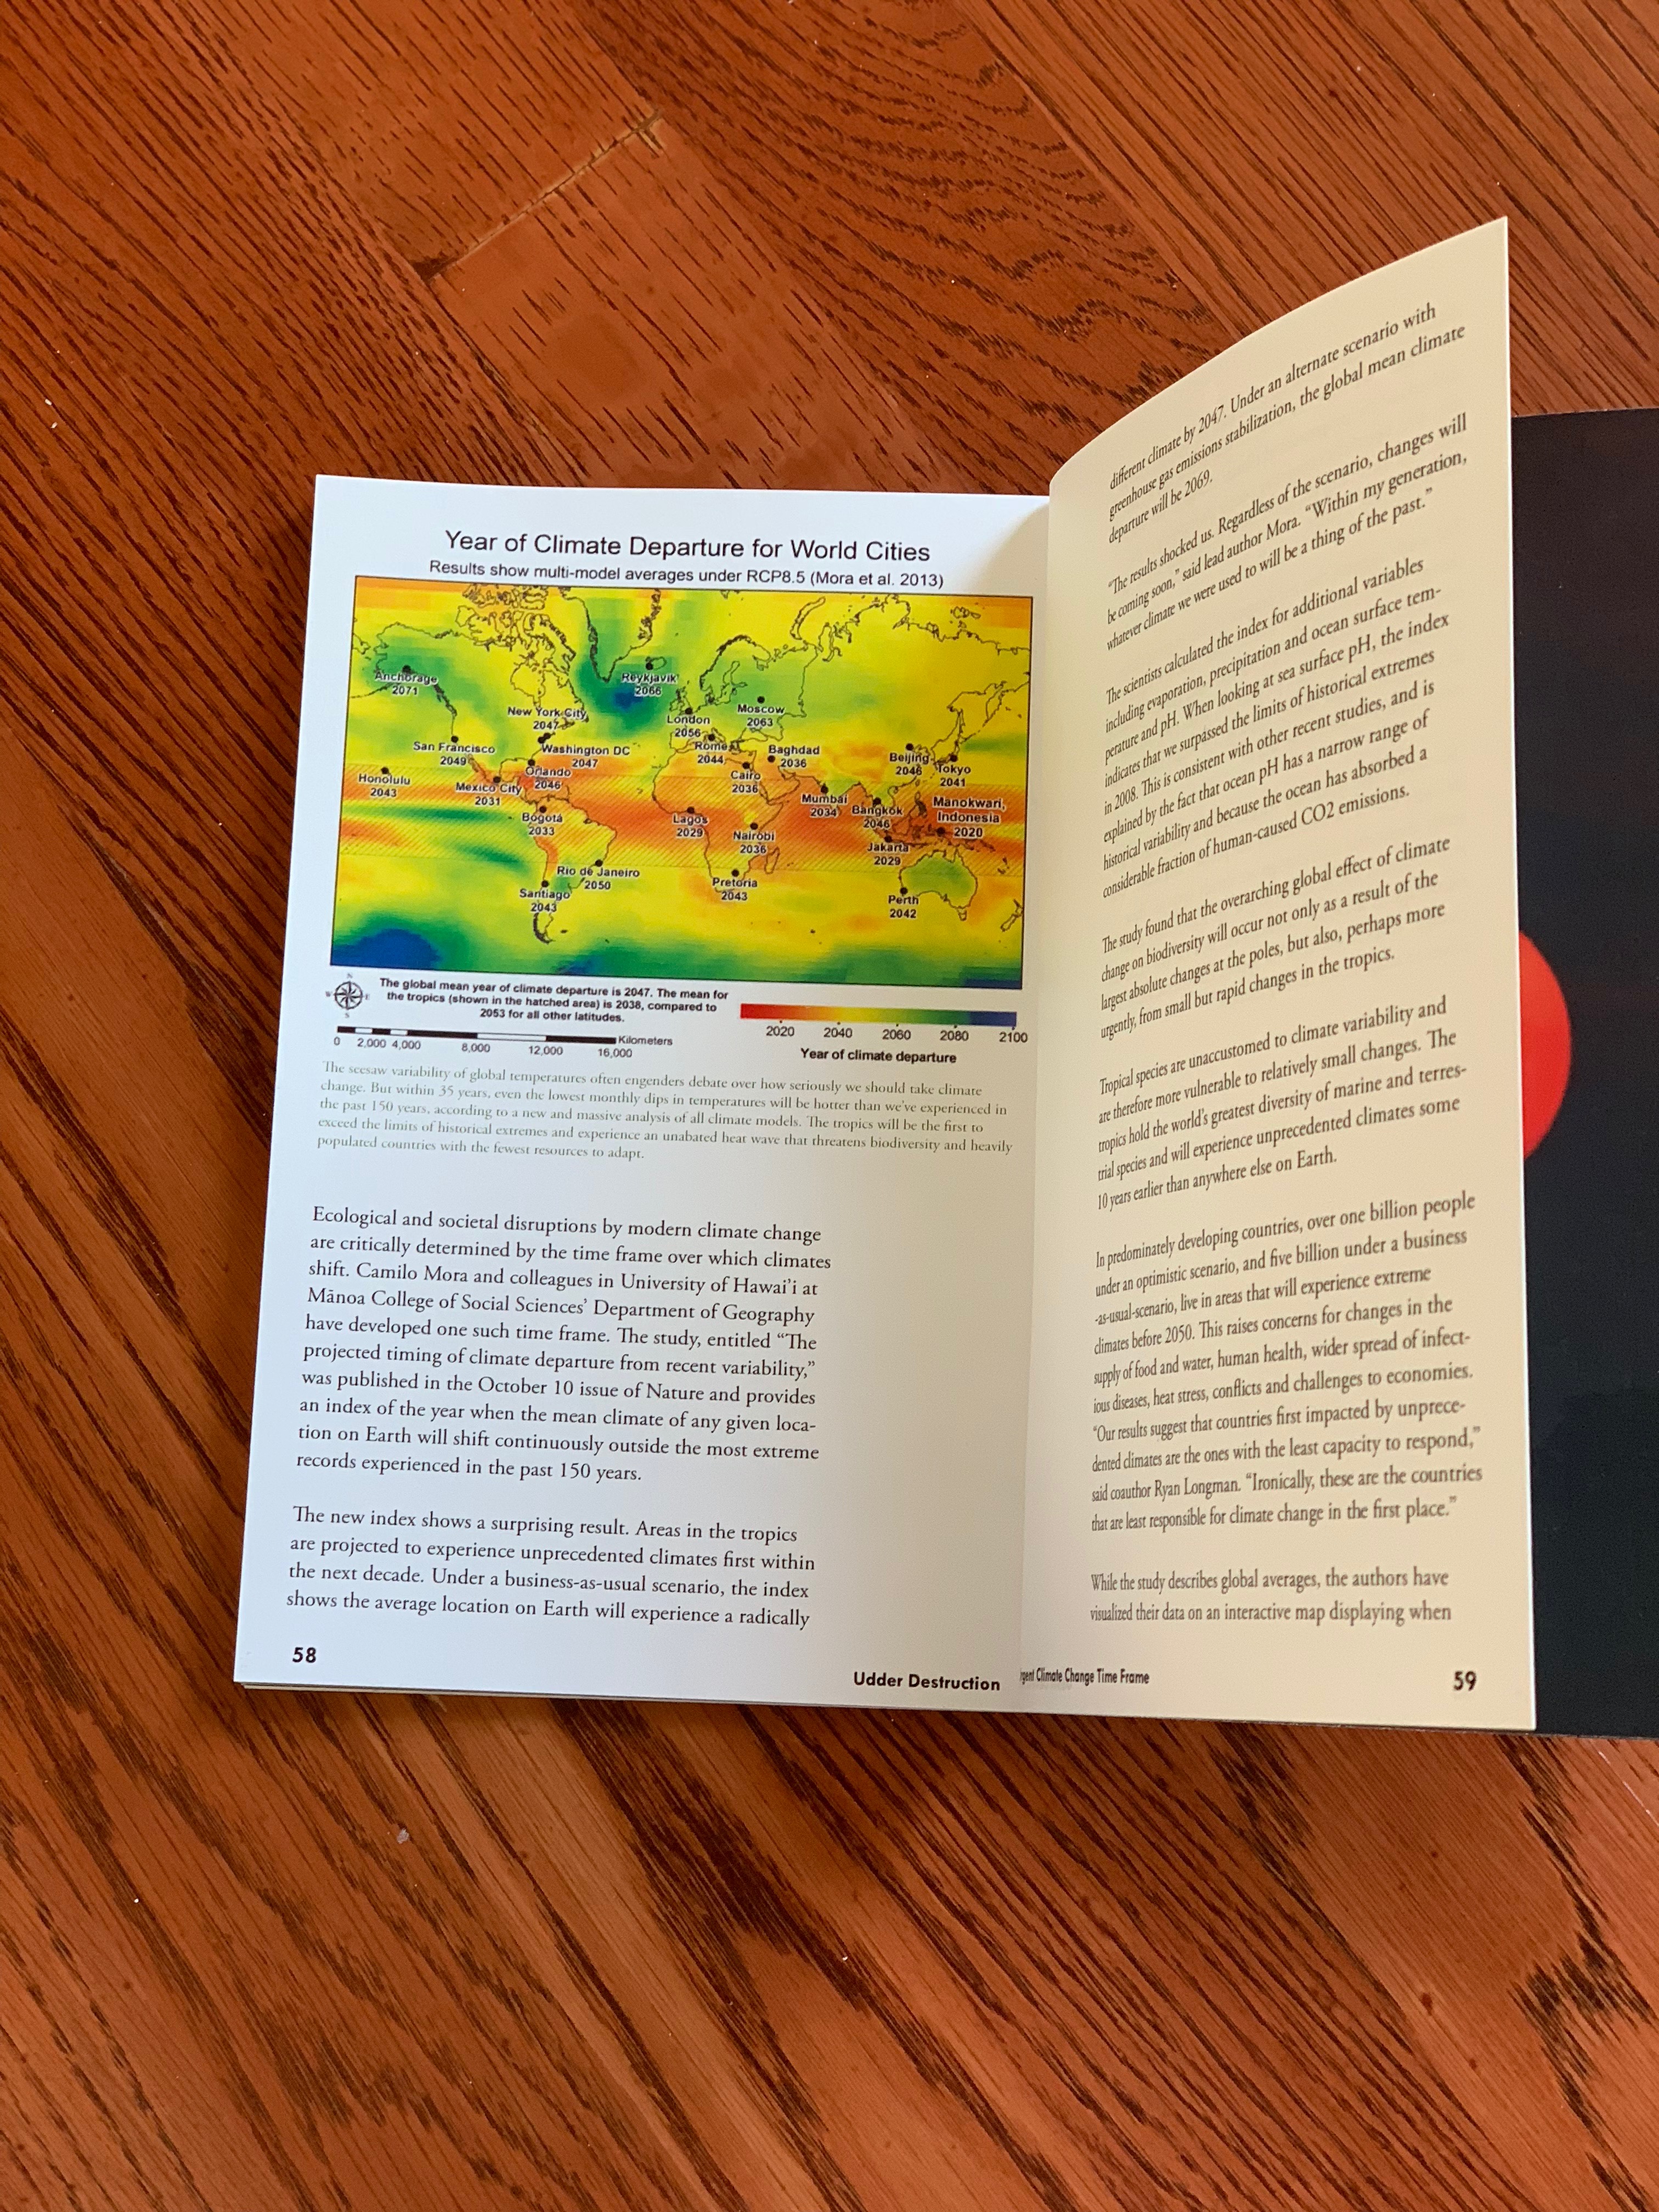 Year of Climate Departure for World Cities
Results show multi-model averages under RCP8.5 (Mora et al. 2013)
Anchorage
2071
Reykjavik
2066
New York City
2047
London
2056
Moscow
2063
San Francisco
2049
Washington DC
2047
Rome
2044
Baghdad
2036
Beijing
2046
Tokyo
2041
Honolulu
2043
Mexico City
2031
Orlando
2046
Cairo
2036
Mumbai
2034
Bangkok
2046
Manokwari,
Indonesia
2020
Bogotá
2033
Lagos
2029
Nairobi
2036
Jakarta
2029
Rio de Janeiro
2050
Santiago
2043
Pretoria
2043
Perth
2042
N
W E
S
The global mean year of climate departure is 2047. The mean for
the tropics (shown in the hatched area) is 2038, compared to
2053 for all other latitudes.
Kilometers
0 2,000 4,000 8,000 12,000 16,000
2020 2040 2060 2080 2100
Year of climate departure
The seesaw variability of global temperatures often engenders debate over how seriously we should take climate
change. But within 35 years, even the lowest monthly dips in temperatures will be hotter than we've experienced in
the past 150 years, according to a new and massive analysis of all climate models. The tropics will be the first to
exceed the limits of historical extremes and experience an unabated heat wave that threatens biodiversity and heavily
populated countries with the fewest resources to adapt.
Ecological and societal disruptions by modern climate change
are critically determined by the time frame over which climates
shift. Camilo Mora and colleagues in University of Hawai'i at
Mānoa College of Social Sciences' Department of Geography
have developed one such time frame. The study, entitled “The
projected timing of climate departure from recent variability,”
was published in the October 10 issue of Nature and provides
an index of the year when the mean climate of any given loca-
tion on Earth will shift continuously outside the most extreme
records experienced in the past 150 years.
The new index shows a surprising result. Areas in the tropics
are projected to experience unprecedented climates first within
the next decade. Under a business-as-usual scenario, the index
shows the average location on Earth will experience a radically
58
Udder Destruction
different climate by 2047. Under an alternate scenario with
greenhouse gas emissions stabilization, the global mean climate
departure will be 2069.
“The results shocked us. Regardless of the scenario, changes will
be coming soon,” said lead author Mora. “Within my generation,
whatever climate we were used to will be a thing of the past.”
The scientists calculated the index for additional variables
including evaporation, precipitation and ocean surface tem-
perature and pH. When looking at sea surface pH, the index
indicates that we surpassed the limits of historical extremes
in 2008. This is consistent with other recent studies, and is
explained by the fact that ocean pH has a narrow range of
historical variability and because the ocean has absorbed a
considerable fraction of human-caused CO2 emissions.
The study found that the overarching global effect of climate
change on biodiversity will occur not only as a result of the
largest absolute changes at the poles, but also, perhaps more
urgently, from small but rapid changes in the tropics.
Tropical species are unaccustomed to climate variability and
are therefore more vulnerable to relatively small changes. The
tropics hold the world's greatest diversity of marine and terres-
trial species and will experience unprecedented climates some
10 years earlier than anywhere else on Earth.
In predominately developing countries, over one billion people
under an optimistic scenario, and five billion under a business
-as-usual-scenario, live in areas that will experience extreme
climates before 2050. This raises concerns for changes in the
supply of food and water, human health, wider spread of infect-
ious diseases, heat stress, conflicts and challenges to economies.
“Our results suggest that countries first impacted by unprece-
dented climates are the ones with the least capacity to respond,”
said coauthor Ryan Longman. “Ironically, these are the countries
that are least responsible for climate change in the first place.”
While the study describes global averages, the authors have
visualized their data on an interactive map displaying when
Climate Change Time Frame
59